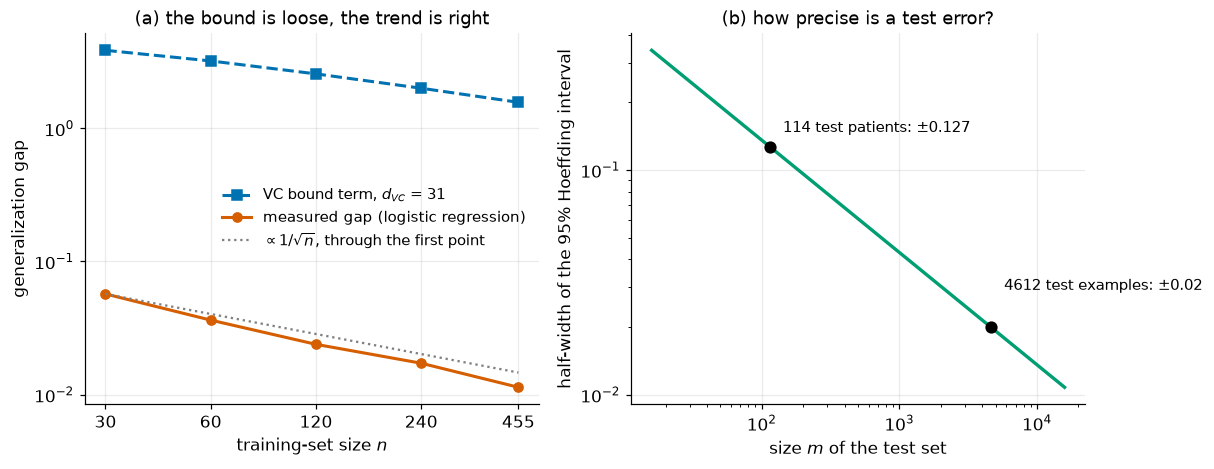 (a) the bound is loose, the trend is right
generalization gap
10⁰
10⁻¹
10⁻²
VC bound term, d_VC = 31
measured gap (logistic regression)
∝1/√n, through the first point
30 60 120 240 455
training-set size n
(b) how precise is a test error?
half-width of the 95% Hoeffding interval
10⁻¹
10⁻²
114 test patients: ±0.127
4612 test examples: ±0.02
10² 10³ 10⁴
size m of the test set